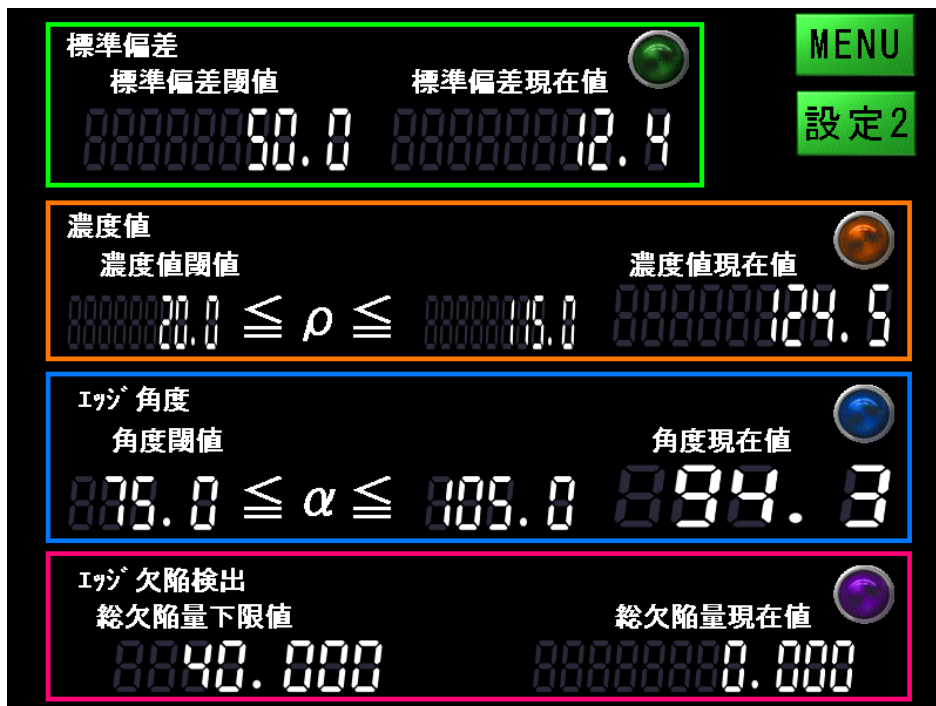 標準偏差
標準偏差閾値 標準偏差現在値
50.0 12.4
MENU
設定2
濃度値
濃度値閾値 濃度値現在値
20.0 ≦ ρ ≦ 115.0 124.5
ｴｯｼﾞ角度
角度閾値 角度現在値
75.0 ≦ α ≦ 105.0 94.3
ｴｯｼﾞ欠陥検出
総欠陥量下限値 総欠陥量現在値
40.000 0.000